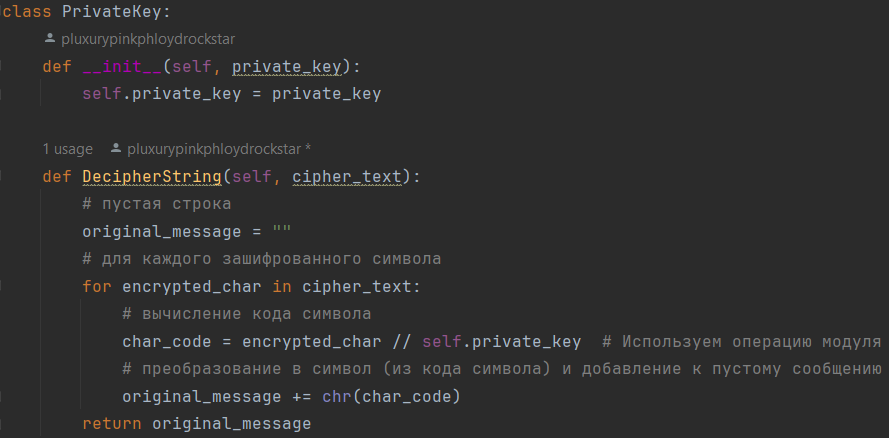 class PrivateKey:
pluxurypinkphloydrockstar
def __init__(self, private_key):
self.private_key = private_key
1 usage pluxurypinkphloydrockstar *
def DecipherString(self, cipher_text):
# пустая строка
original_message = ""
# для каждого зашифрованного символа
for encrypted_char in cipher_text:
# вычисление кода символа
char_code = encrypted_char // self.private_key # Используем операцию модуля
# преобразование в символ (из кода символа) и добавление к пустому сообщению
original_message += chr(char_code)
return original_message